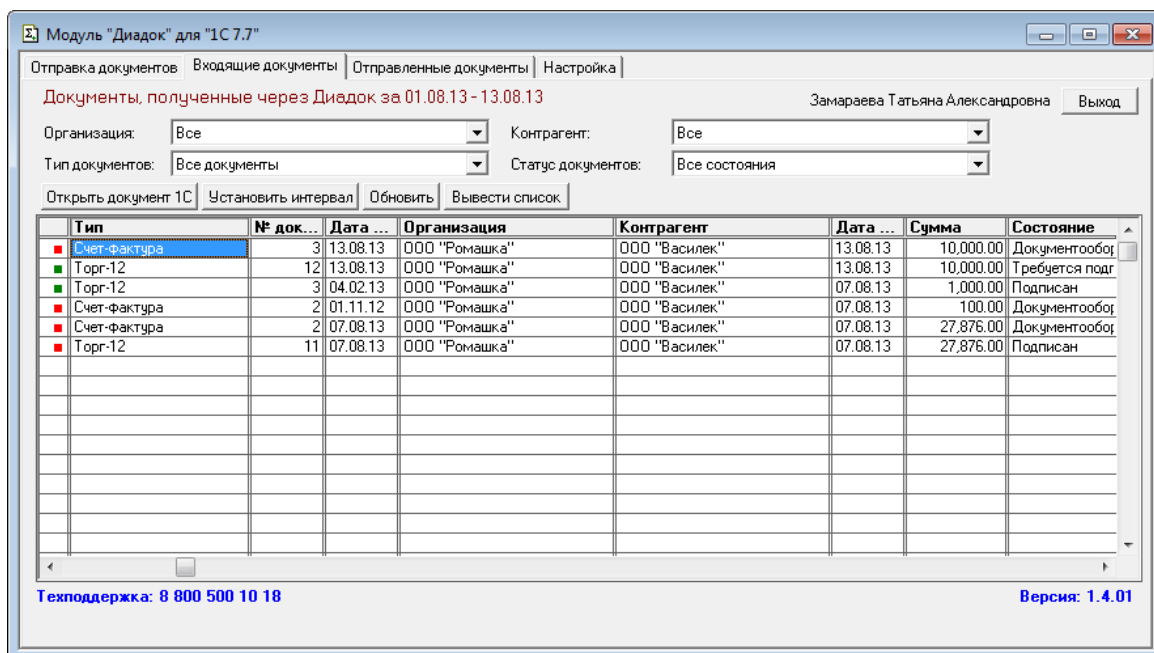 Модуль "Диадок" для "1С 7.7"
Отправка документов Входящие документы Отправленные документы Настройка
Документы, полученные через Диадок за 01.08.13 - 13.08.13 Замараева Татьяна Александровна Выход
Организация: Все Контрагент: Все
Тип документов: Все документы Статус документов: Все состояния
Открыть документ 1С Установить интервал Обновить Вывести список
Тип № док... Дата ... Организация Контрагент Дата ... Сумма Состояние
Счет-фактура 3 13.08.13 ООО "Ромашка" ООО "Василек" 13.08.13 10,000.00 Документообор
Торг-12 12 13.08.13 ООО "Ромашка" ООО "Василек" 13.08.13 10,000.00 Требуется подг
Торг-12 3 04.02.13 ООО "Ромашка" ООО "Василек" 07.08.13 1,000.00 Подписан
Счет-фактура 2 01.11.12 ООО "Ромашка" ООО "Василек" 07.08.13 100.00 Документообор
Счет-фактура 2 07.08.13 ООО "Ромашка" ООО "Василек" 07.08.13 27,876.00 Документообор
Торг-12 11 07.08.13 ООО "Ромашка" ООО "Василек" 07.08.13 27,876.00 Подписан
Техподдержка: 8 800 500 10 18 Версия: 1.4.01